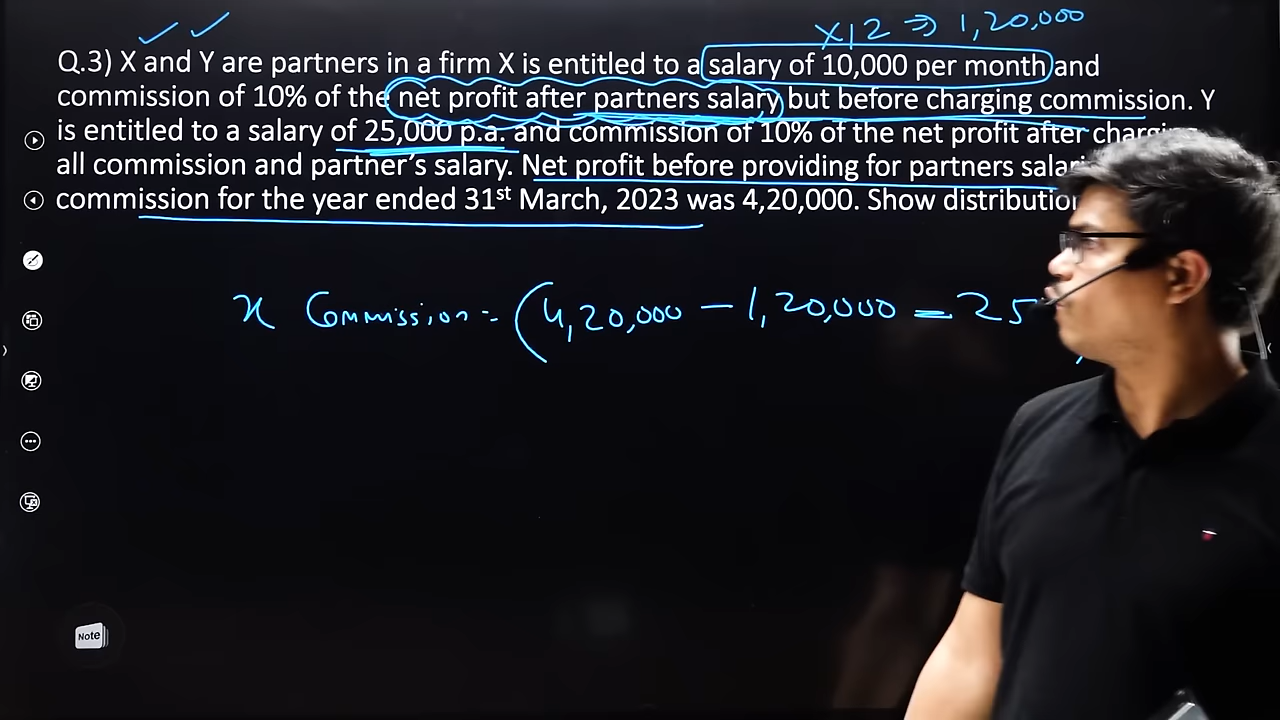 x12 ⇒ 1,20,000
Q.3) X and Y are partners in a firm X is entitled to a salary of 10,000 per month and
commission of 10% of the net profit after partners salary but before charging commission. Y
is entitled to a salary of 25,000 p.a. and commission of 10% of the net profit after charging
all commission and partner's salary. Net profit before providing for partners
commission for the year ended 31st March, 2023 was 4,20,000. Show
x Commission = (4,20,000 – 1,20,000 = 25
Note